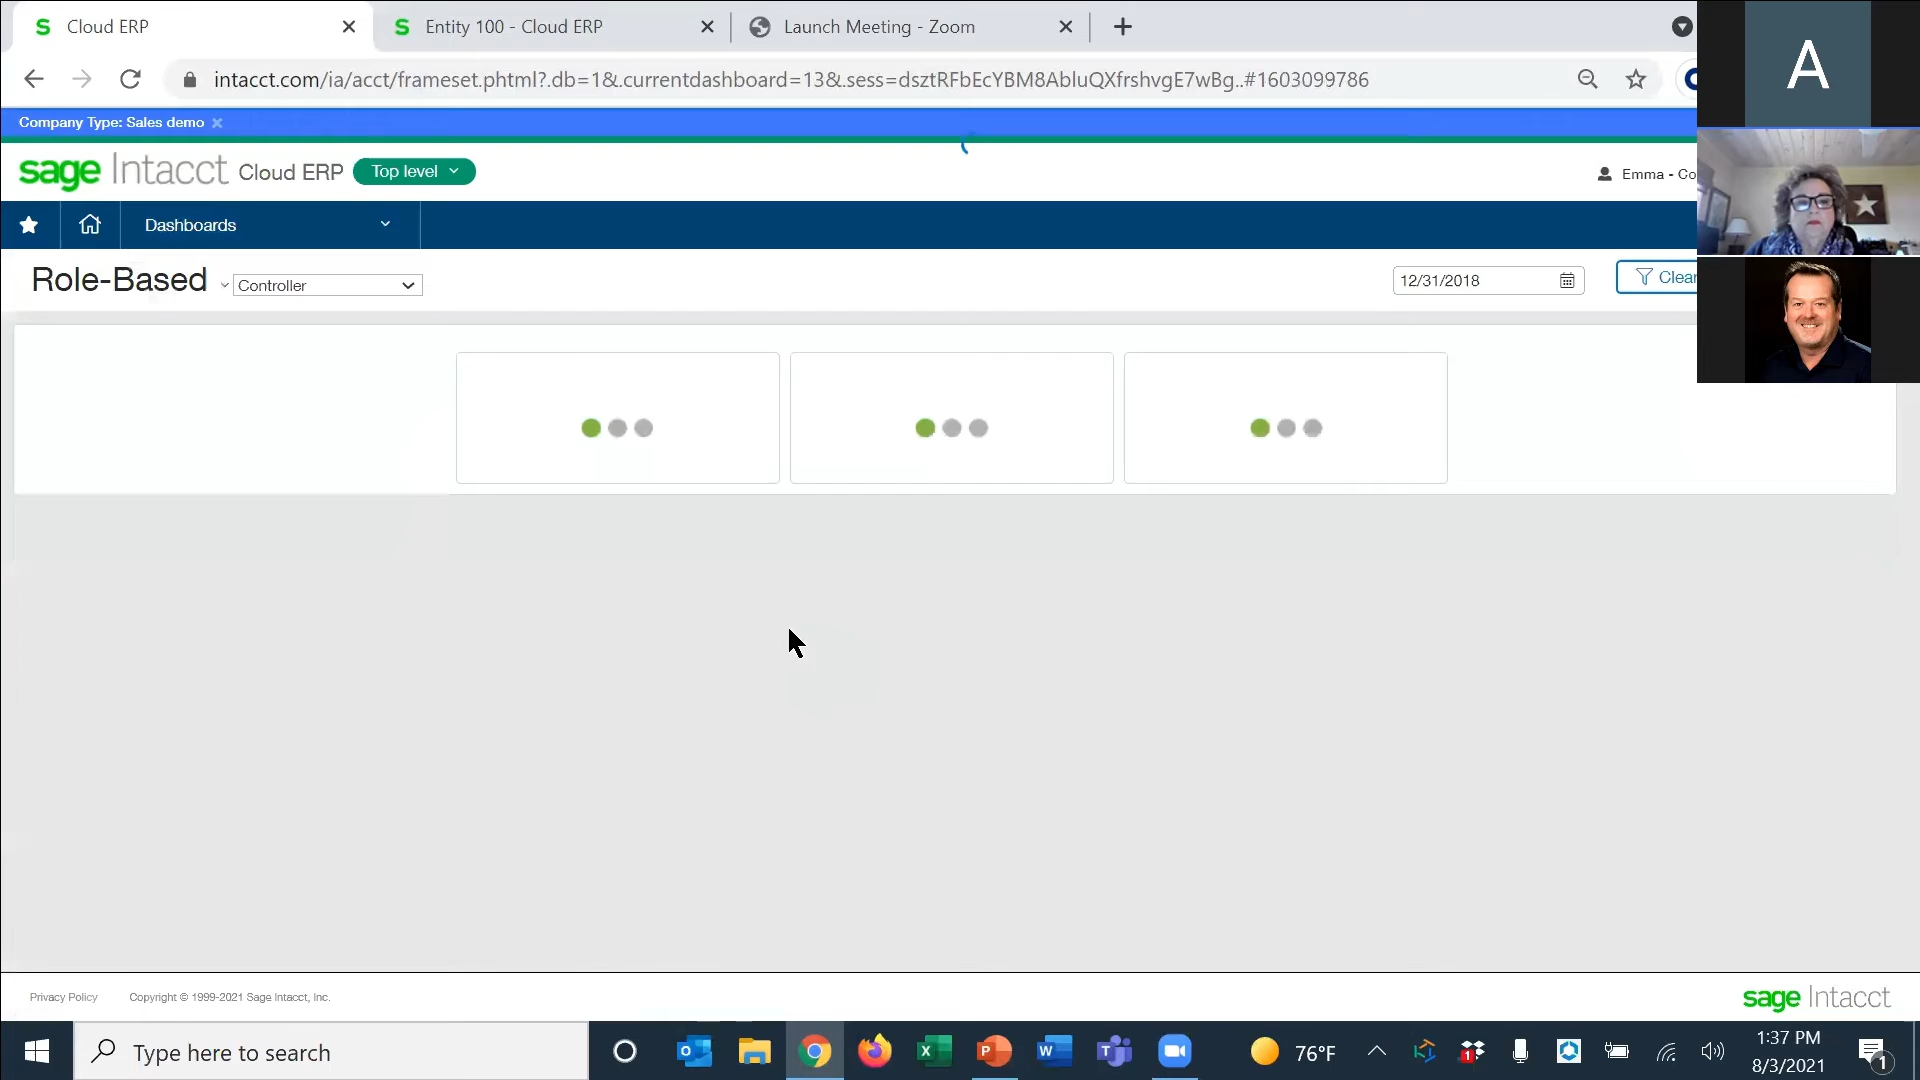 Cloud ERP
Entity 100 - Cloud ERP
Launch Meeting - Zoom
intacct.com/ia/acct/frameset.phtml?.db=1&.currentdashboard=13&.sess=dsztRFbEcYBM8AbluQXfrshvgE7wBg..#1603099786
Company Type: Sales demo
sage Intacct Cloud ERP Top level
Emma - Co
Dashboards
Role-Based Controller 12/31/2018 Clear
A
Privacy Policy Copyright © 1999-2021 Sage Intacct, Inc.
sage Intacct
Type here to search
76°F
1:37 PM
8/3/2021
1
1